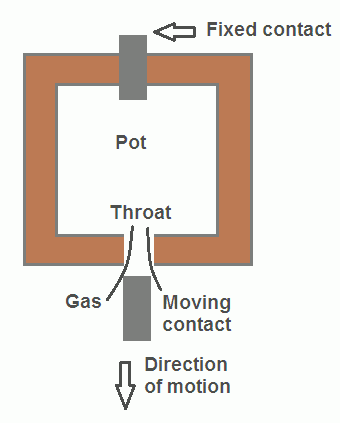 Fixed contact
Pot
Throat
Gas
Moving
contact
Direction
of motion